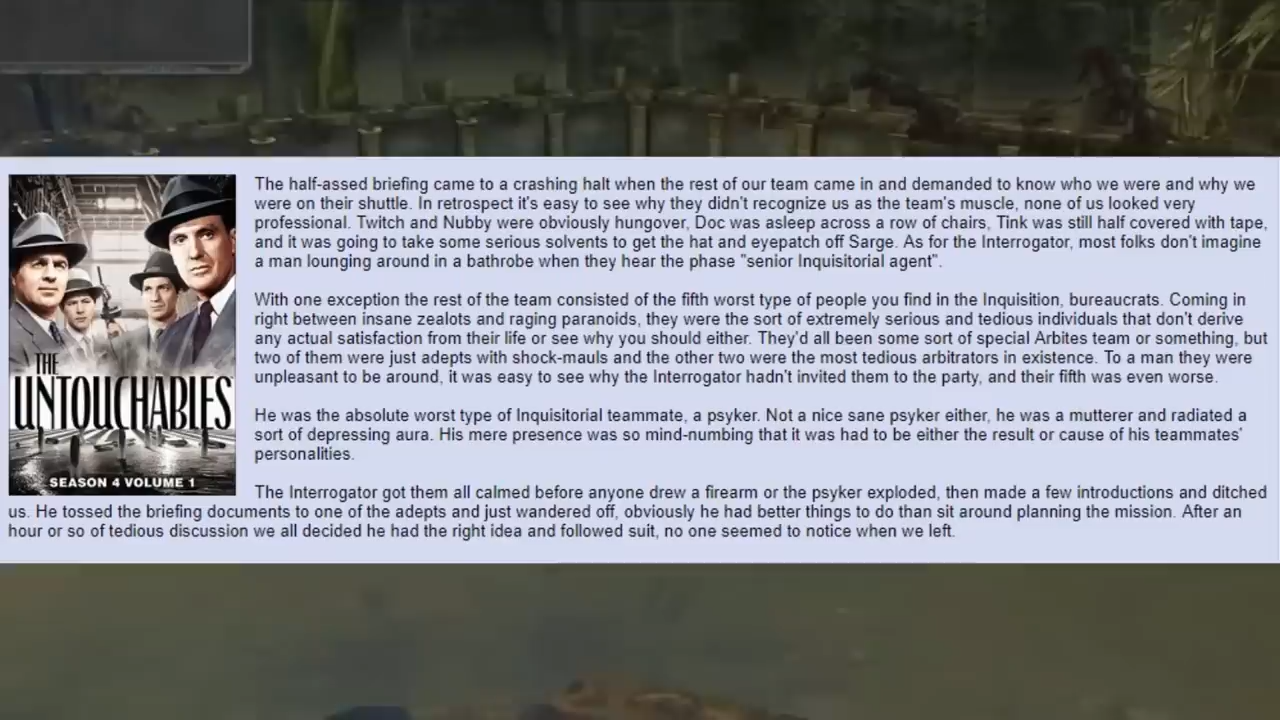 THE
UNTOUCHABLES
SEASON 4 VOLUME 1
The half-assed briefing came to a crashing halt when the rest of our team came in and demanded to know who we were and why we
were on their shuttle. In retrospect it's easy to see why they didn't recognize us as the team's muscle, none of us looked very
professional. Twitch and Nubby were obviously hungover, Doc was asleep across a row of chairs, Tink was still half covered with tape,
and it was going to take some serious solvents to get the hat and eyepatch off Sarge. As for the Interrogator, most folks don't imagine
a man lounging around in a bathrobe when they hear the phase "senior Inquisitorial agent".
With one exception the rest of the team consisted of the fifth worst type of people you find in the Inquisition, bureaucrats. Coming in
right between insane zealots and raging paranoids, they were the sort of extremely serious and tedious individuals that don't derive
any actual satisfaction from their life or see why you should either. They'd all been some sort of special Arbites team or something, but
two of them were just adepts with shock-mauls and the other two were the most tedious arbitrators in existence. To a man they were
unpleasant to be around, it was easy to see why the Interrogator hadn't invited them to the party, and their fifth was even worse.
He was the absolute worst type of Inquisitorial teammate, a psyker. Not a nice sane psyker either, he was a mutterer and radiated a
sort of depressing aura. His mere presence was so mind-numbing that it was had to be either the result or cause of his teammates'
personalities.
The Interrogator got them all calmed before anyone drew a firearm or the psyker exploded, then made a few introductions and ditched
us. He tossed the briefing documents to one of the adepts and just wandered off, obviously he had better things to do than sit around planning the mission. After an
hour or so of tedious discussion we all decided he had the right idea and followed suit, no one seemed to notice when we left.